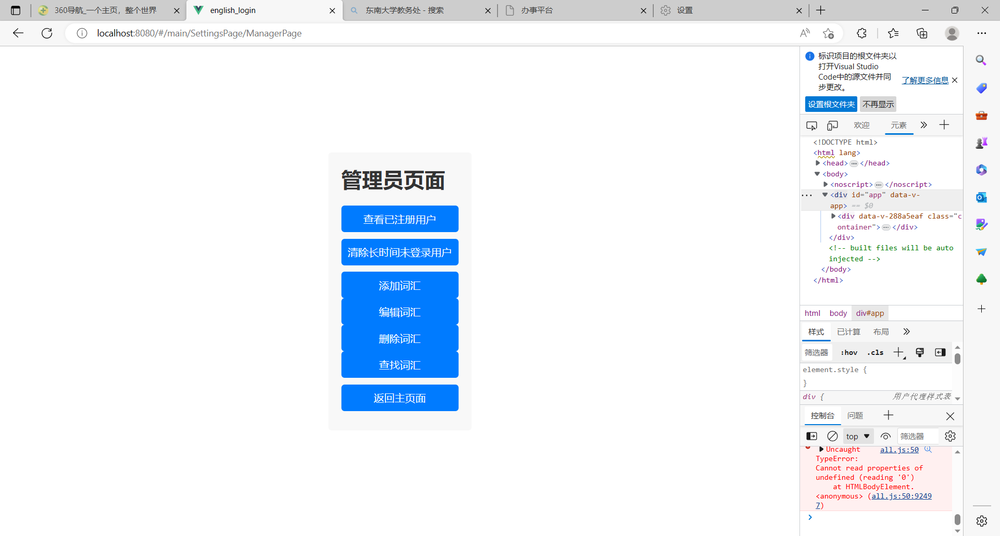 360导航_一个主页，整个世界
english_login
东南大学教务处 - 搜索
办事平台
设置
localhost:8080/#/main/SettingsPage/ManagerPage
管理员页面
查看已注册用户
清除长时间未登录用户
添加词汇
编辑词汇
删除词汇
查找词汇
返回主页面
标识项目的根文件夹以
打开Visual Studio
Code中的源文件并同
步更改。
了解更多信息
设置根文件夹 不再显示
欢迎 元素
<!DOCTYPE html>
<html lang>
<head>…</head>
<body>
<noscript>…</noscript>
<div id="app" data-v-
app> == $0
<div data-v-288a5eaf class="c
ontainer">…</div>
</div>
<!-- built files will be auto
injected -->
</body>
</html>
html body div#app
样式 已计算 布局
筛选器 :hov .cls
element.style {
}
div { 用户代理样式表
控制台 问题
top 筛选器
Uncaught all.js:50
TypeError:
Cannot read properties of
undefined (reading '0')
at HTMLBodyElement.
<anonymous> (all.js:50:9249
7)